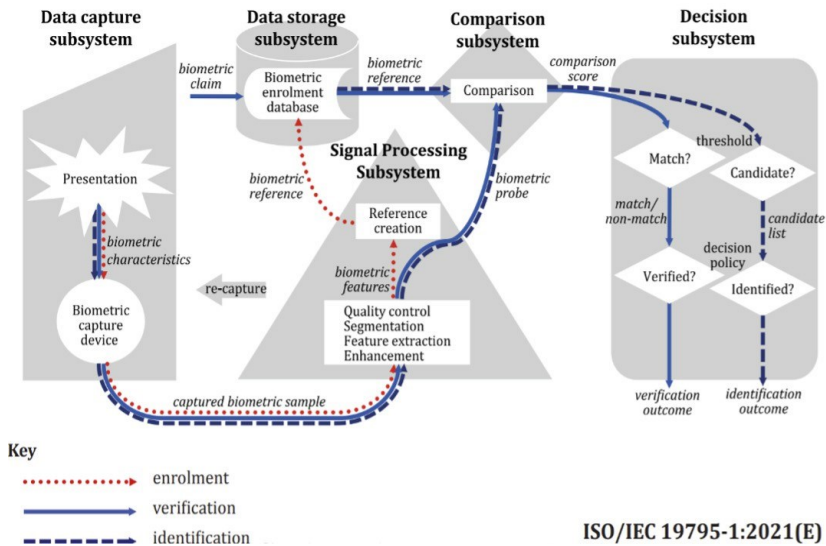 Data capture
subsystem
Data storage
subsystem
Comparison
subsystem
Decision
subsystem
biometric
claim
Biometric
enrolment
database
biometric
reference
Comparison
comparison
score
Signal Processing
Subsystem
Presentation
biometric
characteristics
Biometric
capture
device
re-capture
biometric
reference
Reference
creation
biometric
features
biometric
probe
Quality control
Segmentation
Feature extraction
Enhancement
captured biometric sample
threshold
Match?
Candidate?
match/
non-match
candidate
list
decision
policy
Verified?
Identified?
verification
outcome
identification
outcome
Key
enrolment
verification
identification
ISO/IEC 19795-1:2021(E)